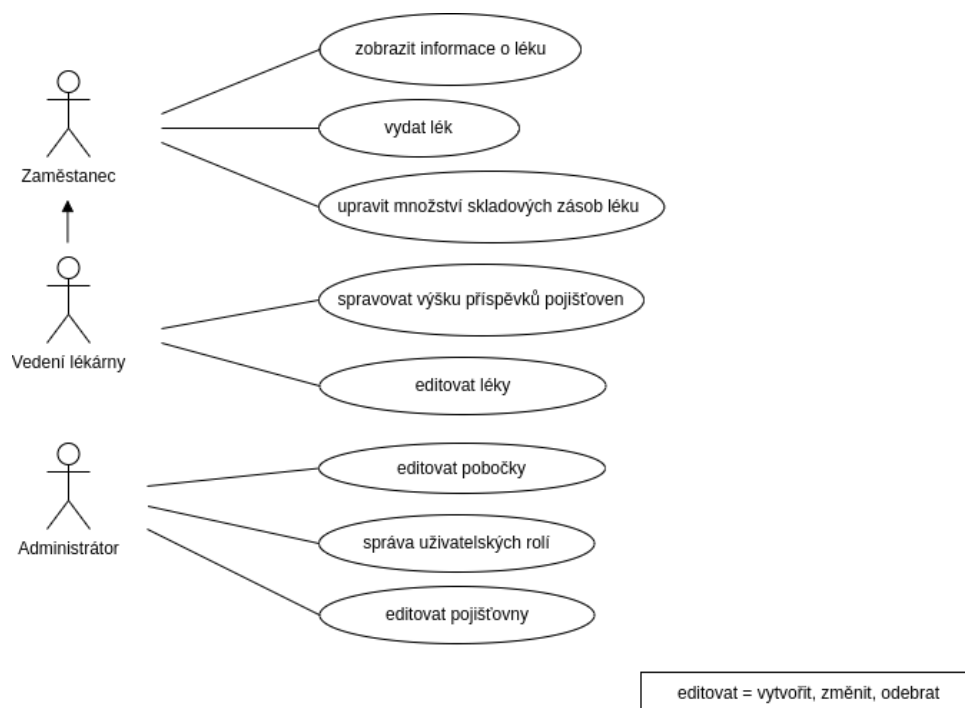 zobrazit informace o léku
vydat lék
Zaměstanec
upravit množství skladových zásob léku
spravovat výšku příspěvků pojišťoven
Vedení lékárny
editovat léky
editovat pobočky
správa uživatelských rolí
Administrátor
editovat pojišťovny
editovat = vytvořit, změnit, odebrat